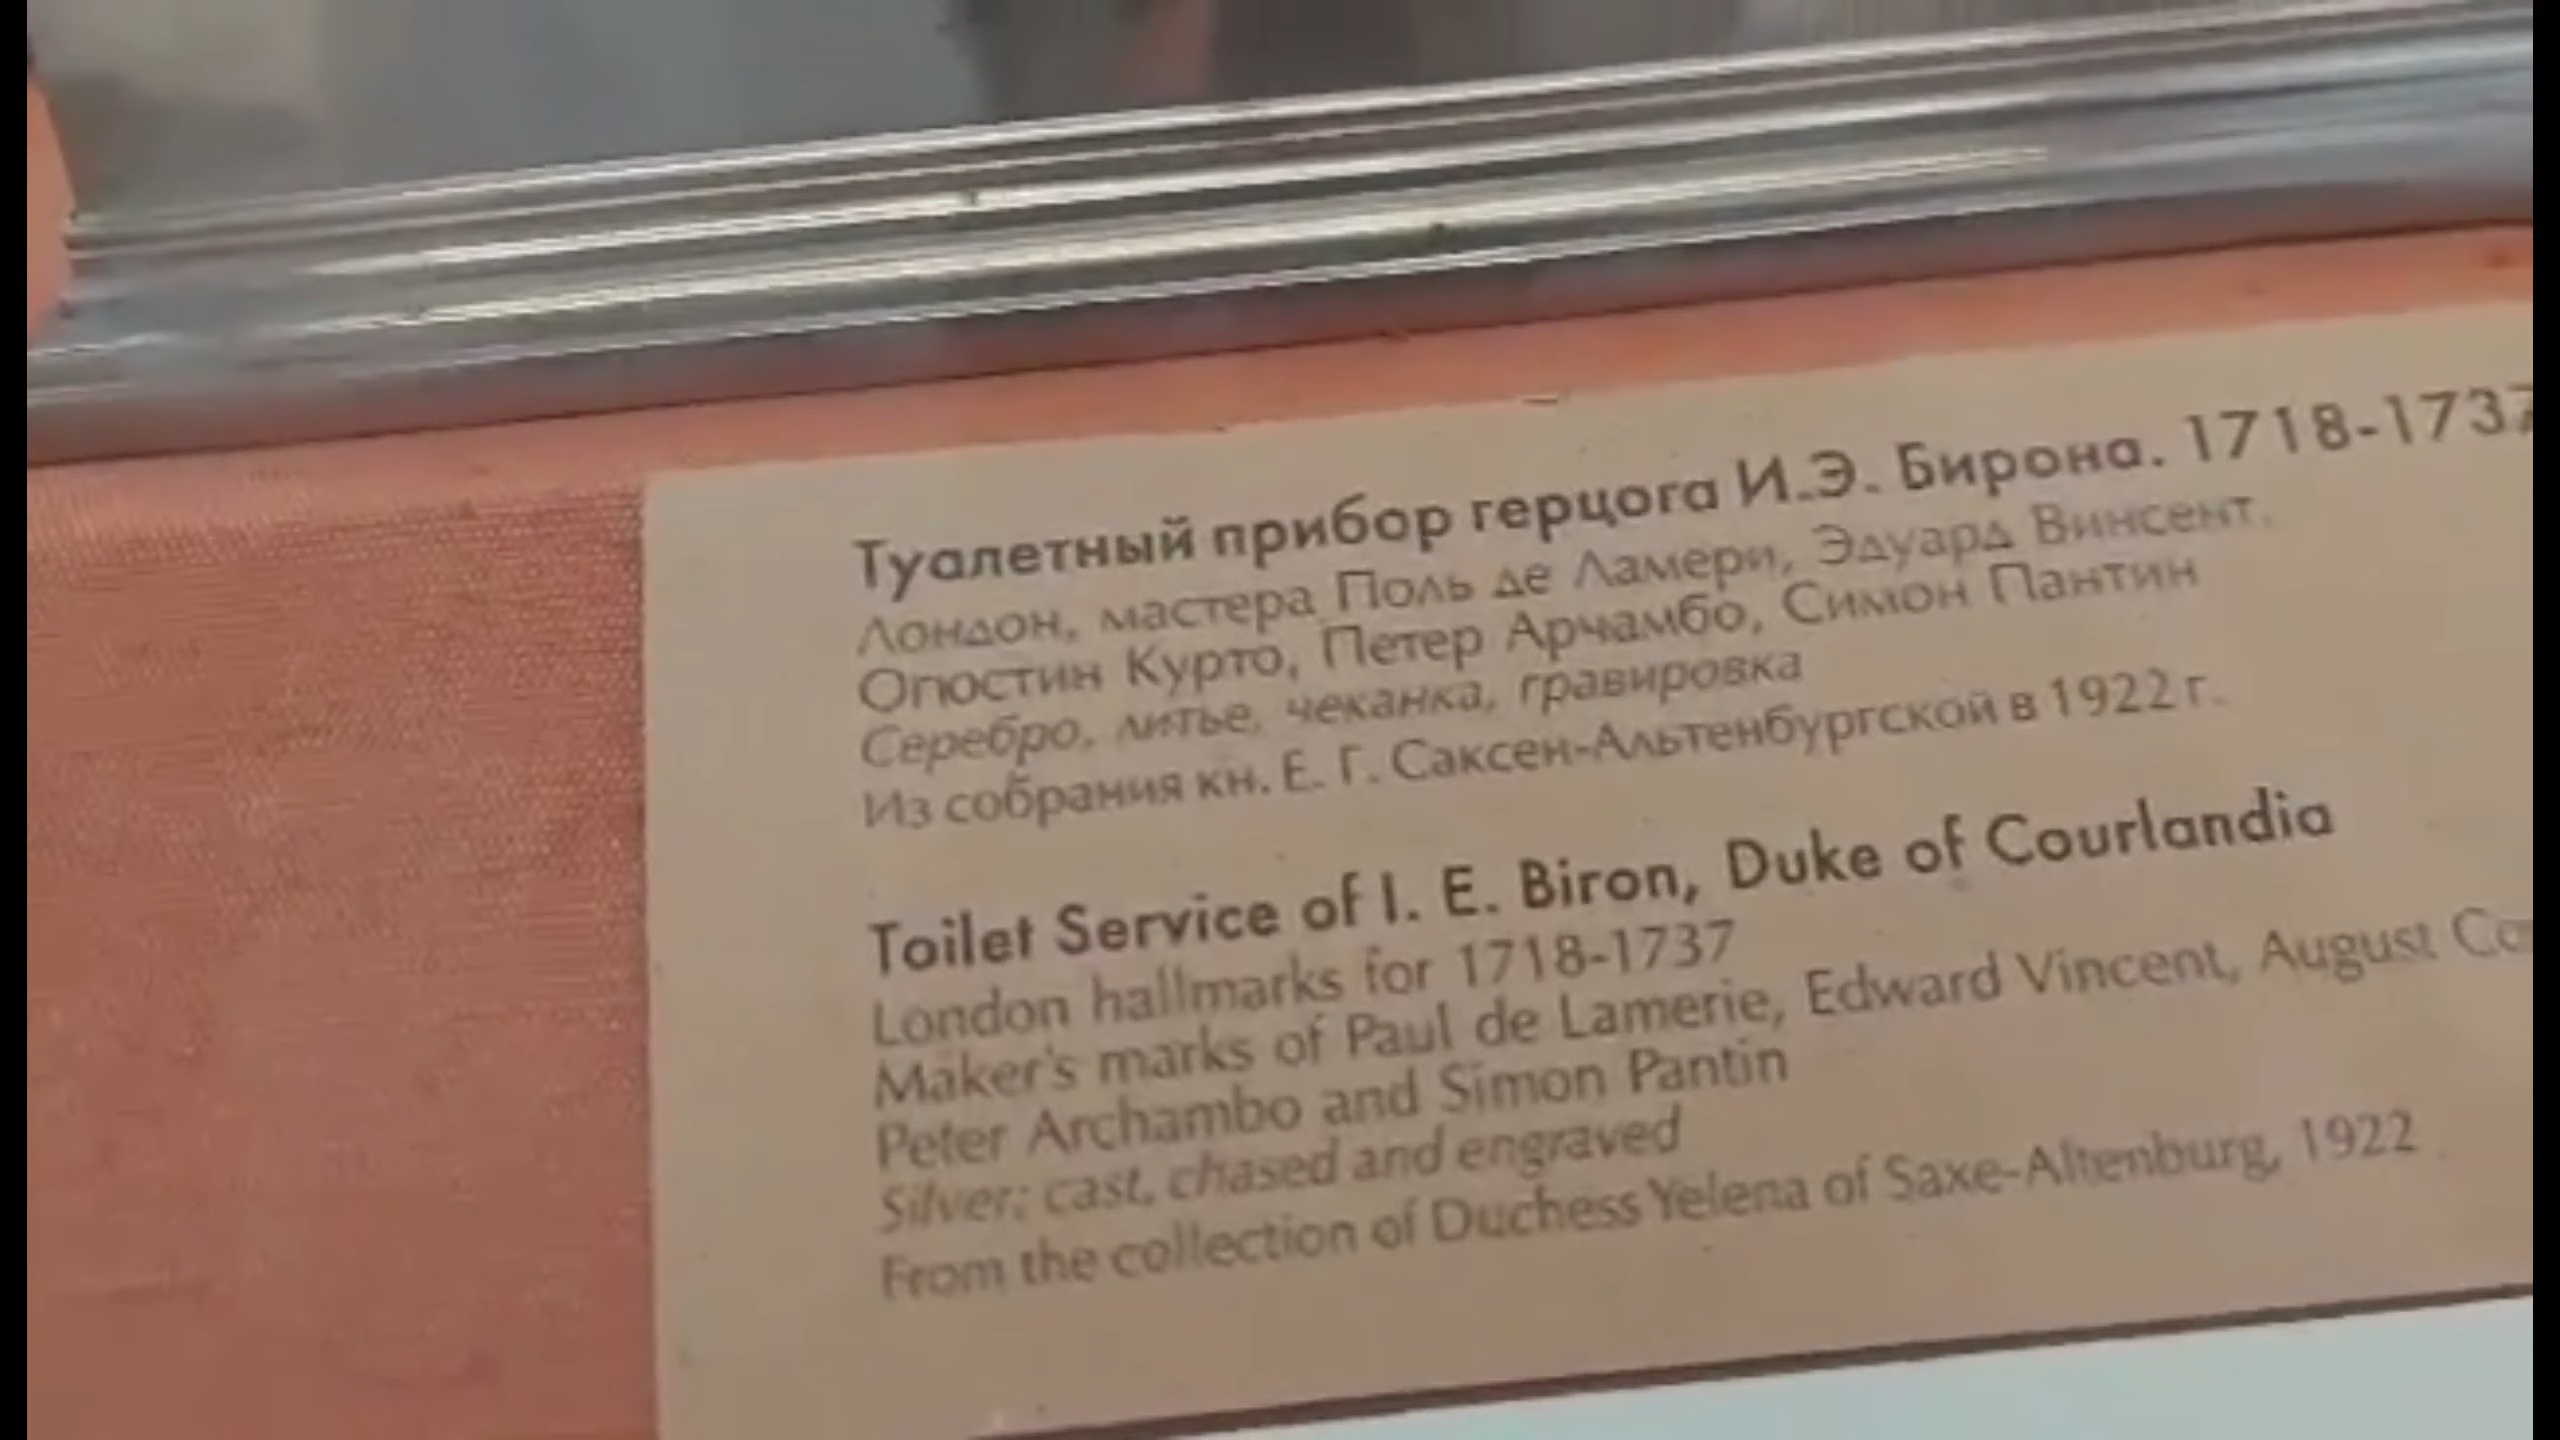 Туалетный прибор герцога И.Э. Бирона. 1718-1737
Лондон, мастера Поль де Ламери, Эдуард Винсент,
Огюстин Курто, Петер Арчамбо, Симон Пантин
Серебро, литье, чеканка, гравировка
Из собрания кн. Е. Г. Саксен-Альтенбургской в 1922 г.
Toilet Service of I. E. Biron, Duke of Courlandia
London hallmarks for 1718-1737
Maker's marks of Paul de Lamerie, Edward Vincent, August
Peter Archambo and Simon Pantin
Silver; cast, chased and engraved
From the collection of Duchess Yelena of Saxe-Altenburg, 1922